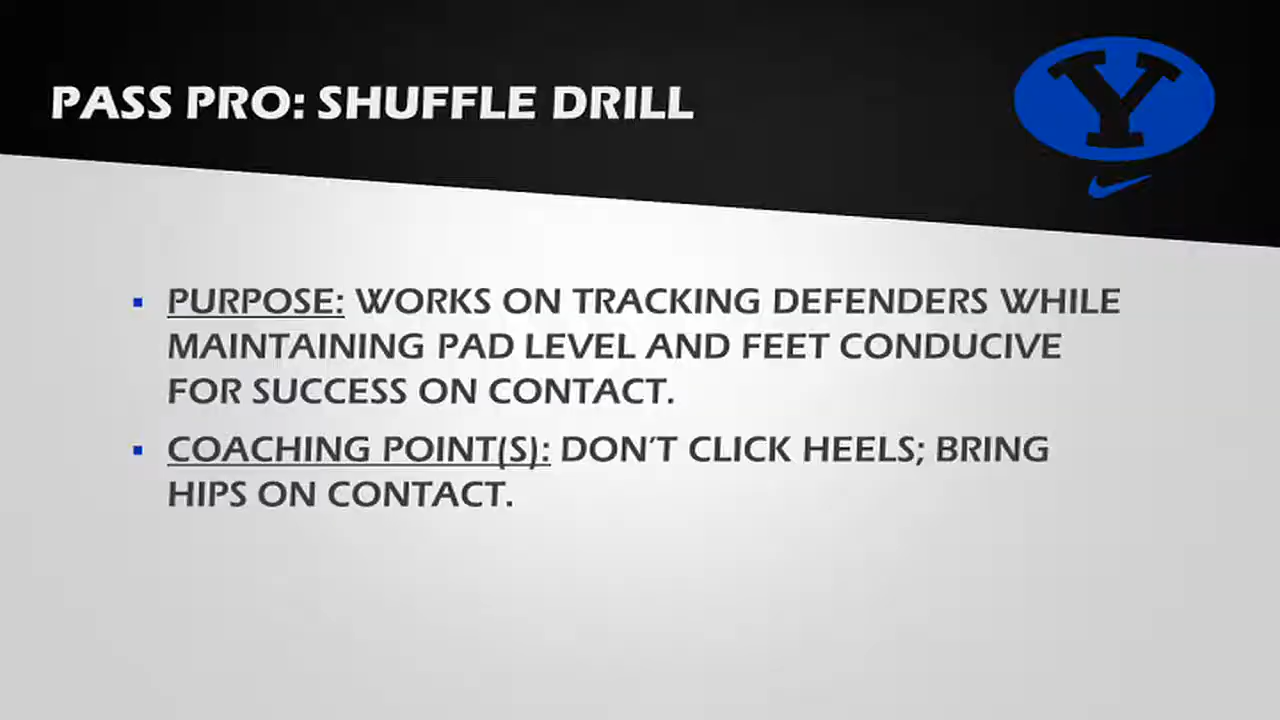 PASS PRO: SHUFFLE DRILL
Y
PURPOSE: WORKS ON TRACKING DEFENDERS WHILE
MAINTAINING PAD LEVEL AND FEET CONDUCIVE
FOR SUCCESS ON CONTACT.
COACHING POINT(S): DON'T CLICK HEELS; BRING
HIPS ON CONTACT.